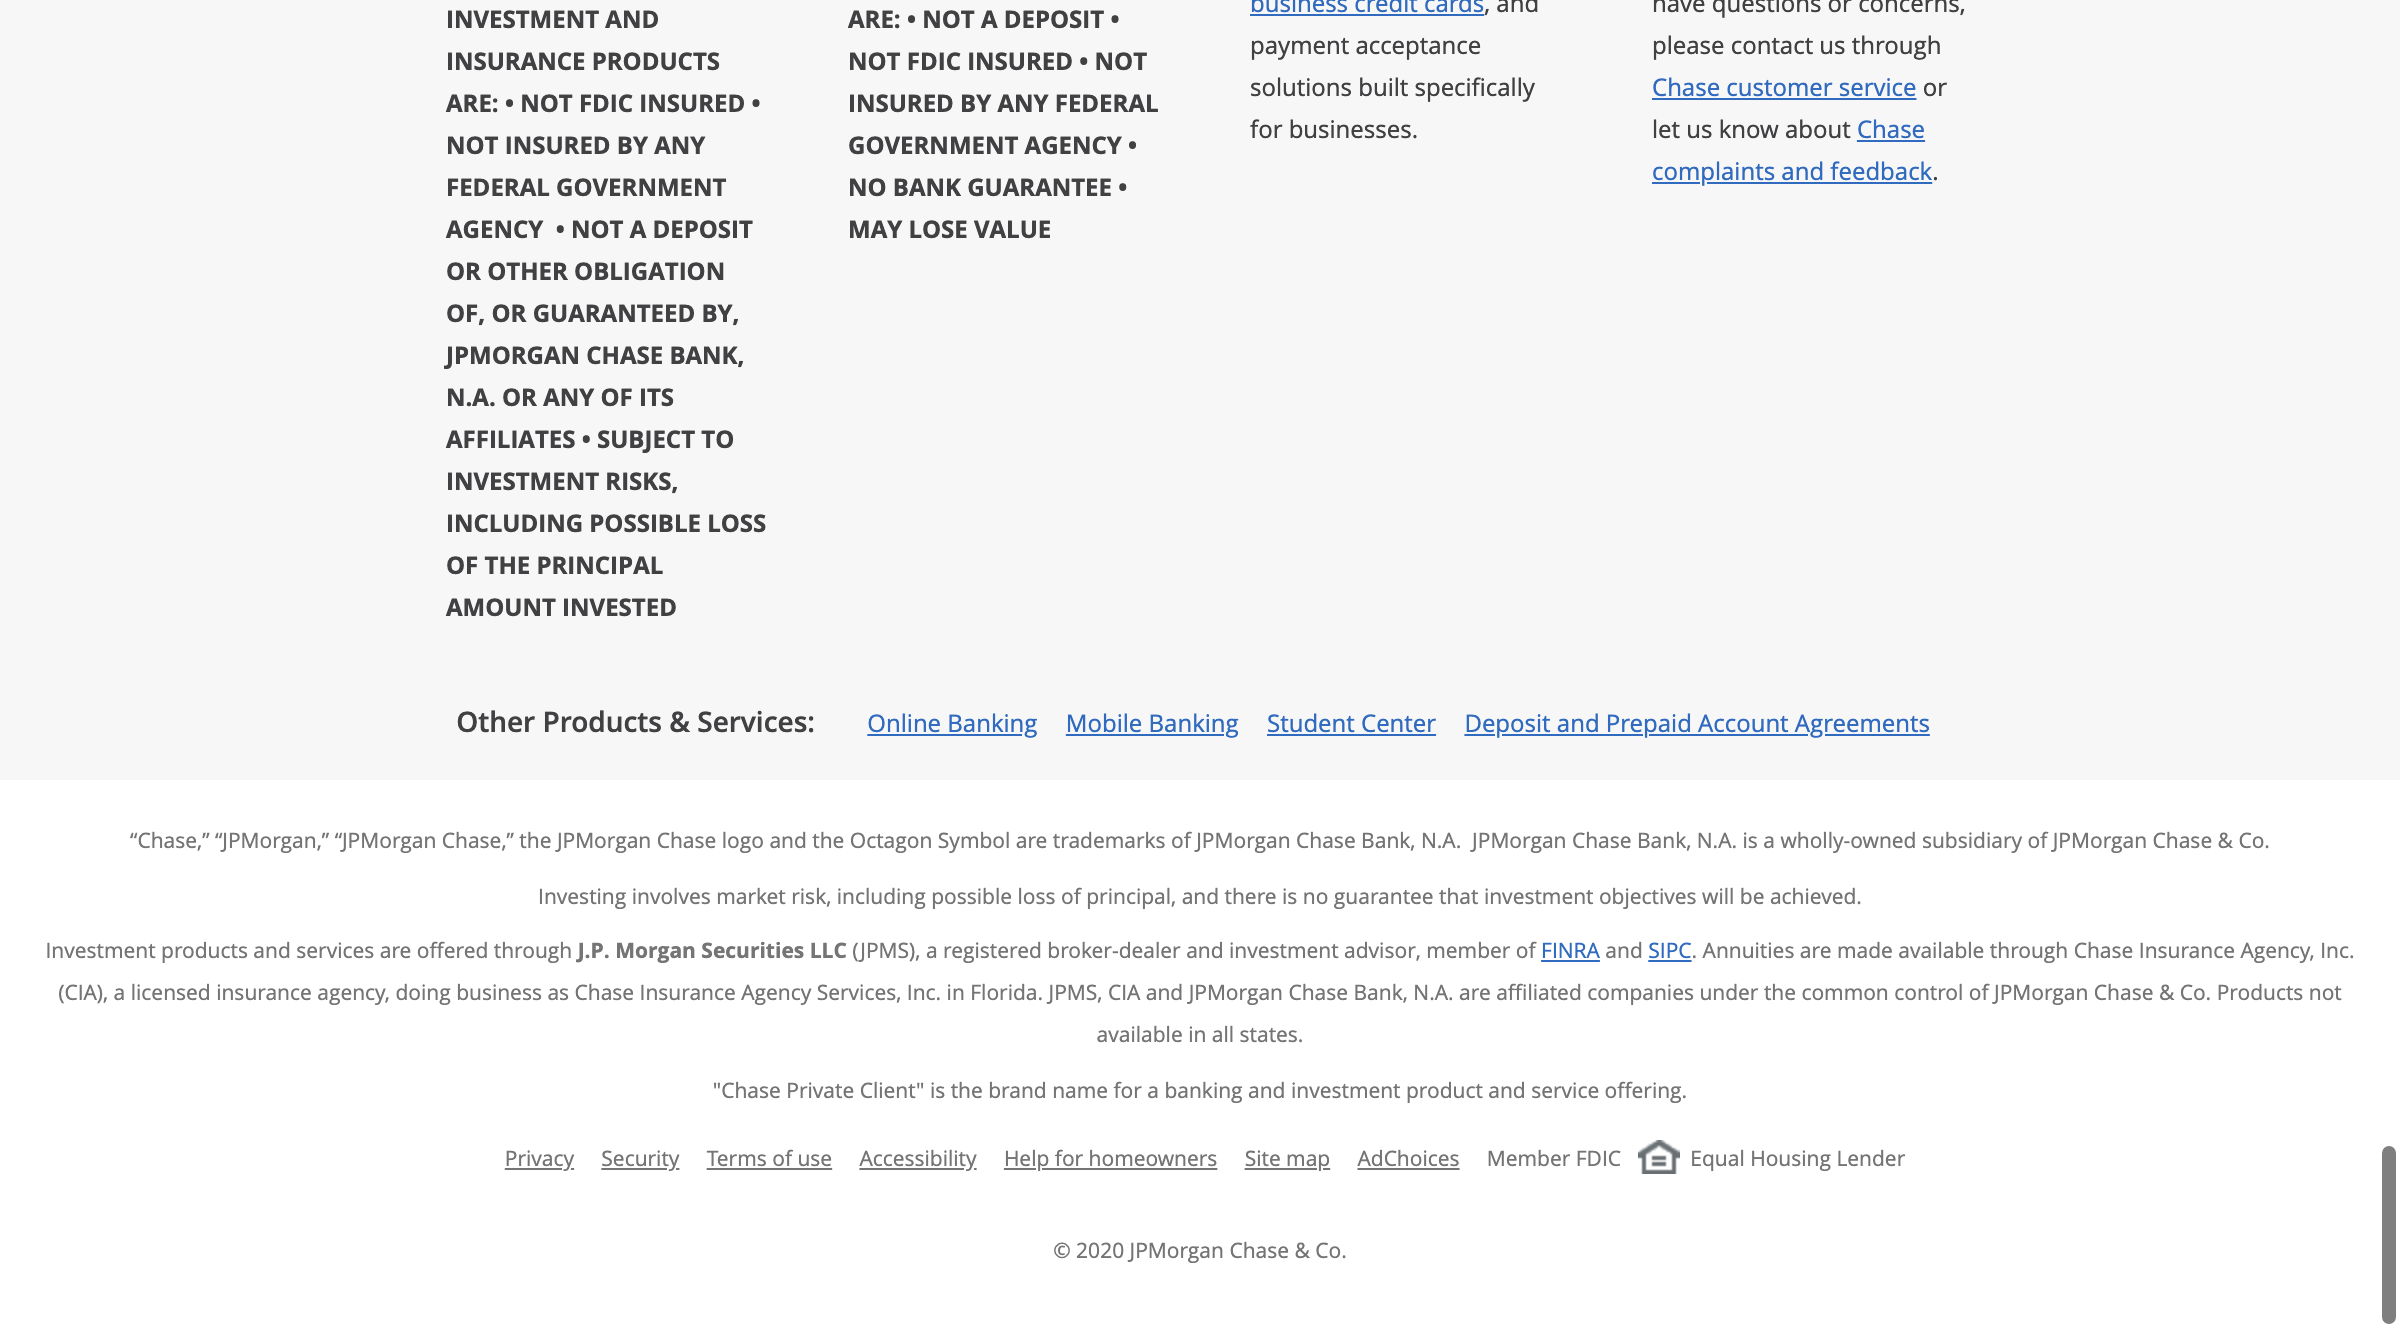 INVESTMENT AND
INSURANCE PRODUCTS
ARE: • NOT FDIC INSURED •
NOT INSURED BY ANY
FEDERAL GOVERNMENT
AGENCY  • NOT A DEPOSIT
OR OTHER OBLIGATION
OF, OR GUARANTEED BY,
JPMORGAN CHASE BANK,
N.A. OR ANY OF ITS
AFFILIATES • SUBJECT TO
INVESTMENT RISKS,
INCLUDING POSSIBLE LOSS
OF THE PRINCIPAL
AMOUNT INVESTED
ARE: • NOT A DEPOSIT •
NOT FDIC INSURED • NOT
INSURED BY ANY FEDERAL
GOVERNMENT AGENCY •
NO BANK GUARANTEE •
MAY LOSE VALUE
business credit cards, and
payment acceptance
solutions built specifically
for businesses.
have questions or concerns,
please contact us through
Chase customer service or
let us know about Chase
complaints and feedback.
Other Products & Services: Online Banking Mobile Banking Student Center Deposit and Prepaid Account Agreements
“Chase,” “JPMorgan,” “JPMorgan Chase,” the JPMorgan Chase logo and the Octagon Symbol are trademarks of JPMorgan Chase Bank, N.A.  JPMorgan Chase Bank, N.A. is a wholly-owned subsidiary of JPMorgan Chase & Co.
Investing involves market risk, including possible loss of principal, and there is no guarantee that investment objectives will be achieved.
Investment products and services are offered through J.P. Morgan Securities LLC (JPMS), a registered broker-dealer and investment advisor, member of FINRA and SIPC. Annuities are made available through Chase Insurance Agency, Inc.
(CIA), a licensed insurance agency, doing business as Chase Insurance Agency Services, Inc. in Florida. JPMS, CIA and JPMorgan Chase Bank, N.A. are affiliated companies under the common control of JPMorgan Chase & Co. Products not
available in all states.
"Chase Private Client" is the brand name for a banking and investment product and service offering.
Privacy Security Terms of use Accessibility Help for homeowners Site map AdChoices Member FDIC Equal Housing Lender
© 2020 JPMorgan Chase & Co.